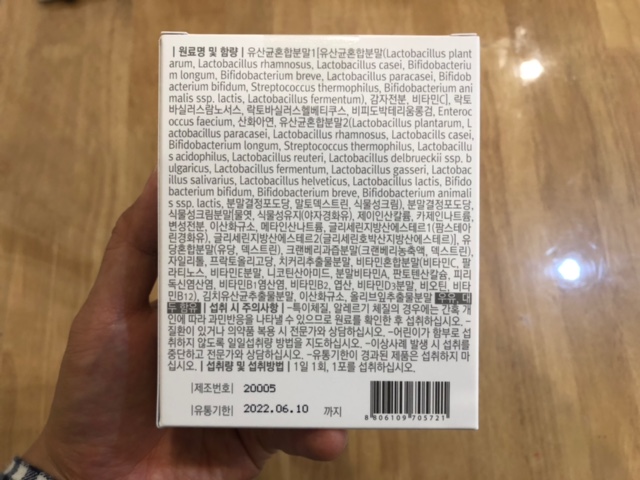 | 원료명 및 함량 | 유산균혼합분말1[유산균혼합분말(Lactobacillus plant
arum, Lactobacillus rhamnosus, Lactobacillus casei, Bifidobacteriu
m longum, Bifidobacterium breve, Lactobacillus paracasei, Bifidob
acterium bifidum, Streptococcus thermophilus, Bifidobacterium a
nimalis ssp. lactis, Lactobacillus fermentum), 감자전분, 비타민C], 락토
바실러스람노서스, 락토바실러스헬베티쿠스, 비피도박테리움롱검, Enteroc
occus faecium, 산화아연, 유산균혼합분말2(Lactobacillus plantarum, L
actobacillus paracasei, Lactobacillus rhamnosus, Lactobacills casei,
Bifidobacterium longum, Streptococcus thermophilus, Lactobacillu
s acidophilus, Lactobacillus reuteri, Lactobacillus delbrueckii ssp. b
ulgaricus, Lactobacillus fermentum, Lactobacillus gasseri, Lactobac
illus salivarius, Lactobacillus helveticus, Lactobacillus lactis, Bifido
bacterium bifidum, Bifidobacterium breve, Bifidobacterium animali
s ssp. lactis, 분말결정포도당, 말토덱스트린, 식물성크림), 분말결정포도당,
식물성크림분말[물엿, 식물성유지(야자경화유), 제이인산칼륨, 카제인나트륨,
변성전분, 이산화규소, 메타인산나트륨, 글리세린지방산에스테르1(팜스테아
린경화유), 글리세린지방산에스테르2(글리세린호박산지방산에스테르)], 유
당혼합분말(유당, 덱스트린), 크랜베리과즙분말(크랜베리농축액, 덱스트린),
자일리톨, 프락토올리고당, 치커리추출물분말, 비타민혼합분말(비타민C, 팔
라티노스, 비타민E분말, 니코틴산아미드, 분말비타민A, 판토텐산칼슘, 피리
독신염산염, 비타민B1염산염, 비타민B2, 엽산, 비타민D3분말, 비오틴, 비타
민B12), 김치유산균추출물분말, 이산화규소, 올리브잎추출물분말 우유, 대
두 함유 | 섭취 시 주의사항 | -특이체질, 알레르기 체질의 경우에는 간혹 개
인에 따라 과민반응을 나타낼 수 있으므로 원료를 확인한 후 섭취하십시오. -
질환이 있거나 의약품 복용 시 전문가와 상담하십시오. -어린이가 함부로 섭
취하지 않도록 일일섭취량 방법을 지도하십시오. -이상사례 발생 시 섭취를
중단하고 전문가와 상담하십시오. -유통기한이 경과된 제품은 섭취하지 마
십시오. | 섭취량 및 섭취방법 | 1일 1회, 1포를 섭취하십시오.
|제조번호| 20005
|유통기한| 2022.06.10 까지
8 806109 705721